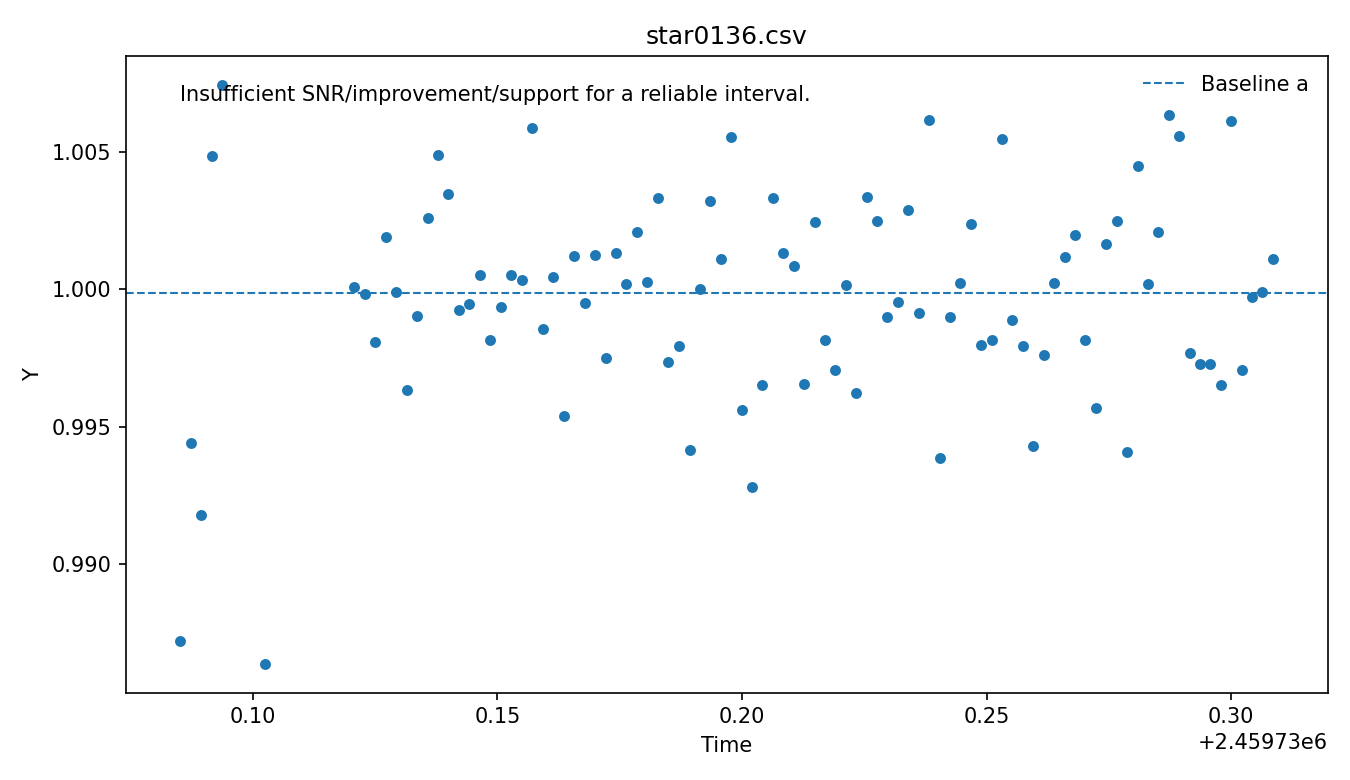 star0136.csv
Insufficient SNR/improvement/support for a reliable interval.
Baseline a
1.005
1.000
0.995
0.990
Y
0.10 0.15 0.20 0.25 0.30
Time
+2.45973e6